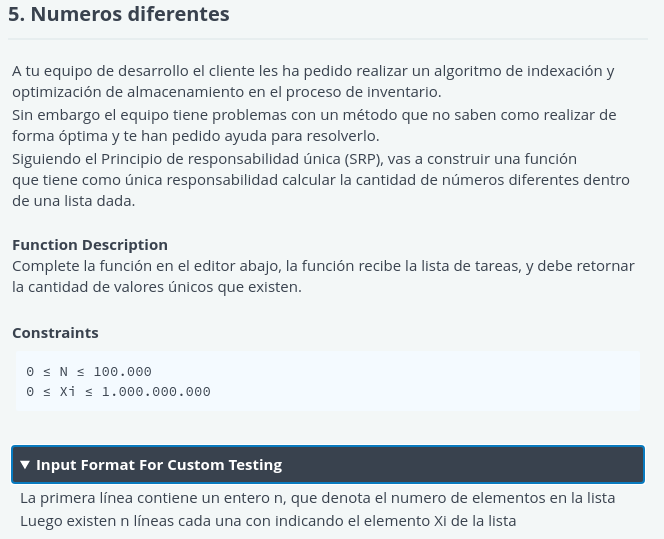 5. Numeros diferentes
A tu equipo de desarrollo el cliente les ha pedido realizar un algoritmo de indexación y
optimización de almacenamiento en el proceso de inventario.
Sin embargo el equipo tiene problemas con un método que no saben como realizar de
forma óptima y te han pedido ayuda para resolverlo.
Siguiendo el Principio de responsabilidad única (SRP), vas a construir una función
que tiene como única responsabilidad calcular la cantidad de números diferentes dentro
de una lista dada.
Function Description
Complete la función en el editor abajo, la función recibe la lista de tareas, y debe retornar
la cantidad de valores únicos que existen.
Constraints
0 ≤ N ≤ 100.000
0 ≤ Xi ≤ 1.000.000.000
▼ Input Format For Custom Testing
La primera línea contiene un entero n, que denota el numero de elementos en la lista
Luego existen n líneas cada una con indicando el elemento Xi de la lista